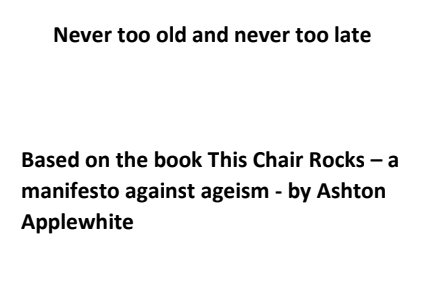 Never too old and never too late
Based on the book This Chair Rocks – a
manifesto against ageism - by Ashton
Applewhite